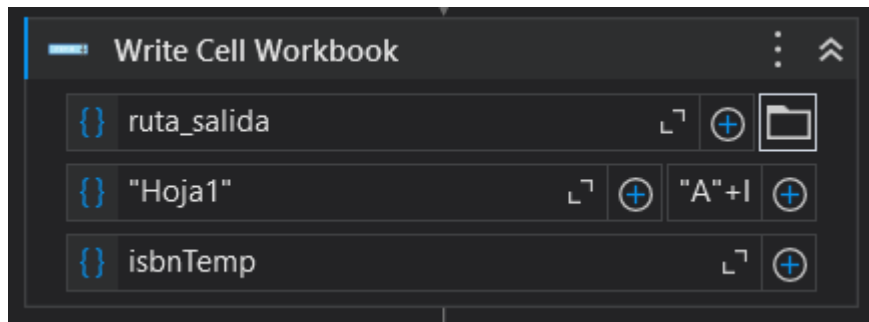 Write Cell Workbook
{} ruta_salida
{} "Hoja1" "A"+I
{} isbnTemp